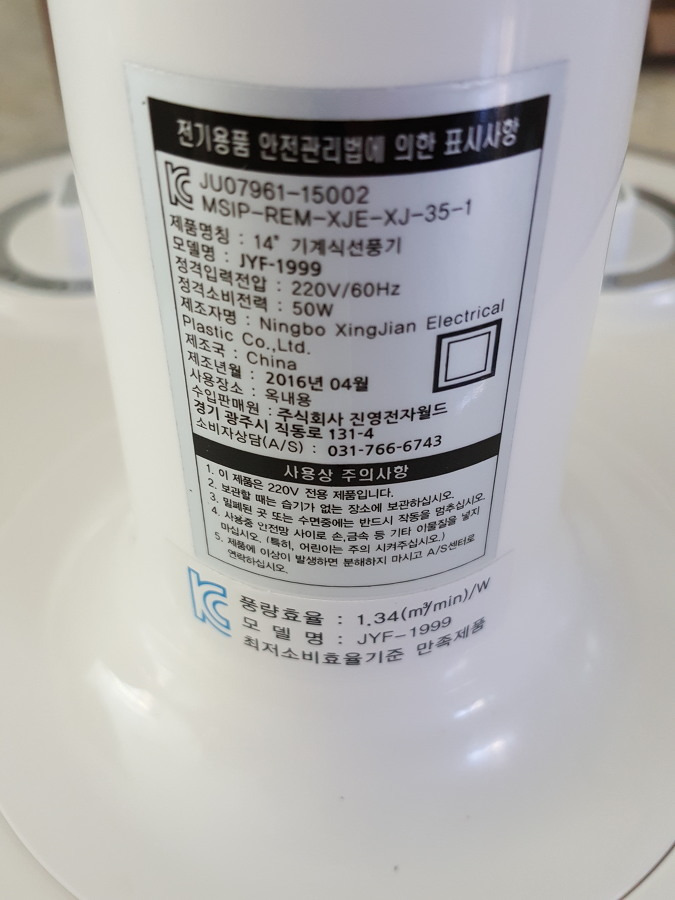 전기용품 안전관리법에 의한 표시사항
KC JU07961-15002
MSIP-REM-XJE-XJ-35-1
제품명칭 : 14" 기계식선풍기
모델명 : JYF-1999
정격입력전압 : 220V/60Hz
정격소비전력 : 50W
제조자명 : Ningbo XingJian Electrical
Plastic Co.,Ltd.
제조국 : China
제조년월 : 2016년 04월
사용장소 : 옥내용
수입판매원 : 주식회사 진영전자월드
경기 광주시 직동로 131-4
소비자상담(A/S) : 031-766-6743
사용상 주의사항
1. 이 제품은 220V 전용 제품입니다.
2. 보관할 때는 습기가 없는 장소에 보관하십시오.
3. 밀폐된 곳 또는 수면중에는 반드시 작동을 멈추십시오
4. 사용중 안전망 사이로 손,금속 등 기타 이물질을 넣지
마십시오. (특히, 어린이는 주의 시켜주십시오.)
5. 제품에 이상이 발생하면 분해하지 마시고 A/S센터로
연락하십시오.
KC 풍량효율 : 1.34(m³/min)/W
모 델 명 : JYF-1999
최저소비효율기준 만족제품